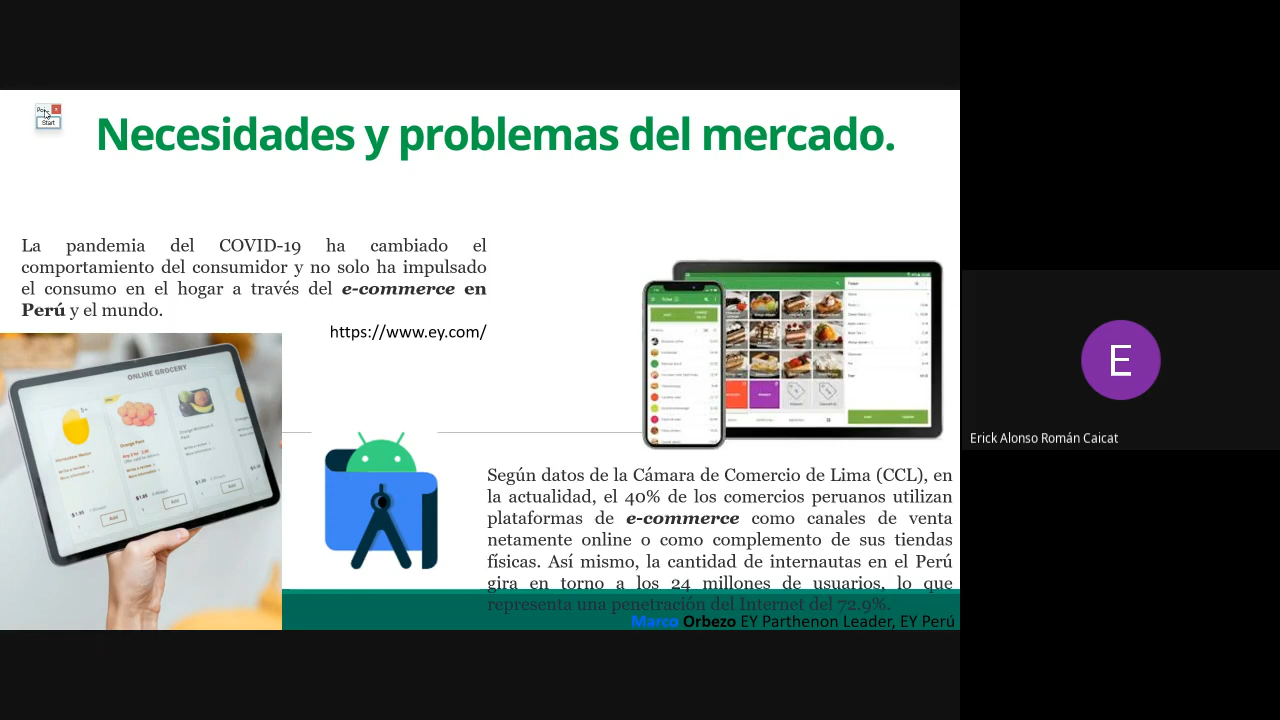 Start
Necesidades y problemas del mercado.
La pandemia del COVID-19 ha cambiado el
comportamiento del consumidor y no solo ha impulsado
el consumo en el hogar a través del e-commerce en
Perú y el mundo.
https://www.ey.com/
ONLINE GROCERY
Add
Add
Add
Según datos de la Cámara de Comercio de Lima (CCL), en
la actualidad, el 40% de los comercios peruanos utilizan
plataformas de e-commerce como canales de venta
netamente online o como complemento de sus tiendas
físicas. Así mismo, la cantidad de internautas en el Perú
gira en torno a los 24 millones de usuarios, lo que
representa una penetración del Internet del 72.9%.
Marco Orbezo EY Parthenon Leader, EY Perú
E
Erick Alonso Román Caicat